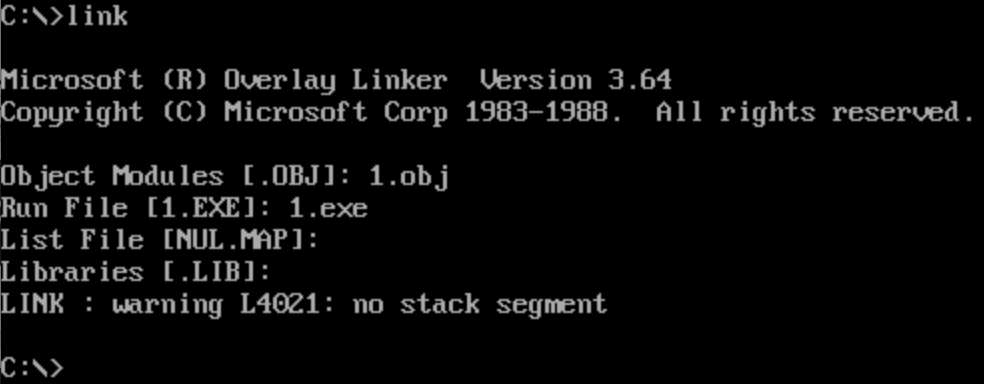 C:\>link
Microsoft (R) Overlay Linker  Version 3.64
Copyright (C) Microsoft Corp 1983-1988.  All rights reserved.
Object Modules [.OBJ]: 1.obj
Run File [1.EXE]: 1.exe
List File [NUL.MAP]:
Libraries [.LIB]:
LINK : warning L4021: no stack segment
C:\>